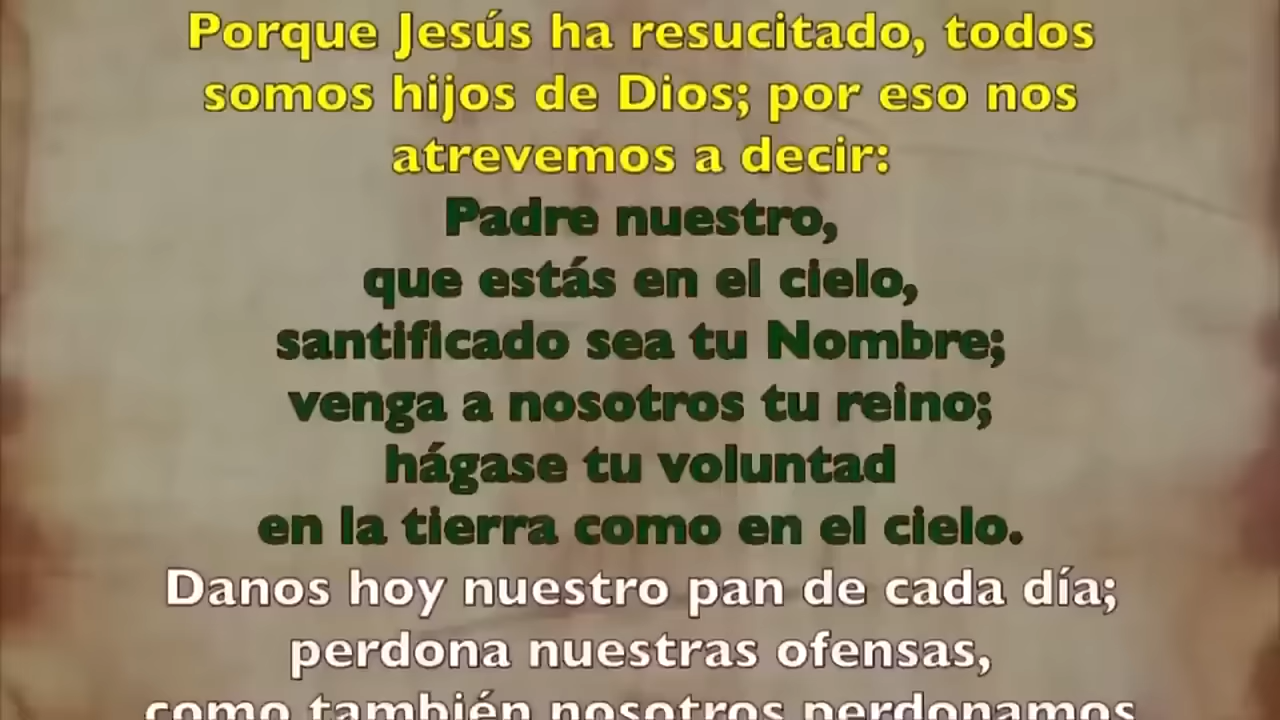 Porque Jesús ha resucitado, todos
somos hijos de Dios; por eso nos
atrevemos a decir:
Padre nuestro,
que estás en el cielo,
santificado sea tu Nombre;
venga a nosotros tu reino;
hágase tu voluntad
en la tierra como en el cielo.
Danos hoy nuestro pan de cada día;
perdona nuestras ofensas,
como también nosotros perdonamos